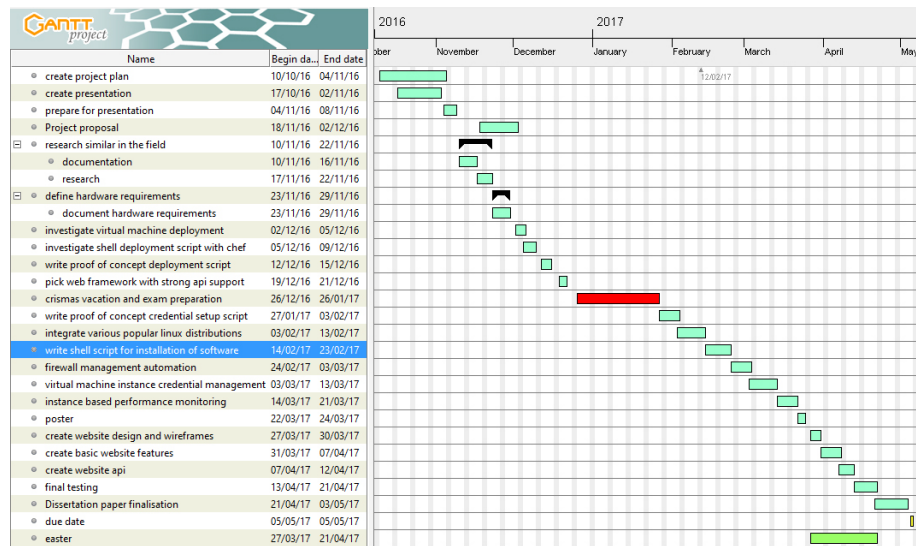 GANTT project
2016 2017
Name Begin da... End date
ober November December January February March April May
12/02/17
create project plan 10/10/16 04/11/16
create presentation 17/10/16 02/11/16
prepare for presentation 04/11/16 08/11/16
Project proposal 18/11/16 02/12/16
research similar in the field 10/11/16 22/11/16
documentation 10/11/16 16/11/16
research 17/11/16 22/11/16
define hardware requirements 23/11/16 29/11/16
document hardware requirements 23/11/16 29/11/16
investigate virtual machine deployment 02/12/16 05/12/16
investigate shell deployment script with chef 05/12/16 09/12/16
write proof of concept deployment script 12/12/16 15/12/16
pick web framework with strong api support 19/12/16 21/12/16
crismas vacation and exam preparation 26/12/16 26/01/17
write proof of concept credential setup script 27/01/17 03/02/17
integrate various popular linux distributions 03/02/17 13/02/17
write shell script for installation of software 14/02/17 23/02/17
firewall management automation 24/02/17 03/03/17
virtual machine instance credential management 03/03/17 13/03/17
instance based performance monitoring 14/03/17 21/03/17
poster 22/03/17 24/03/17
create website design and wireframes 27/03/17 30/03/17
create basic website features 31/03/17 07/04/17
create website api 07/04/17 12/04/17
final testing 13/04/17 21/04/17
Dissertation paper finalisation 21/04/17 03/05/17
due date 05/05/17 05/05/17
easter 27/03/17 21/04/17